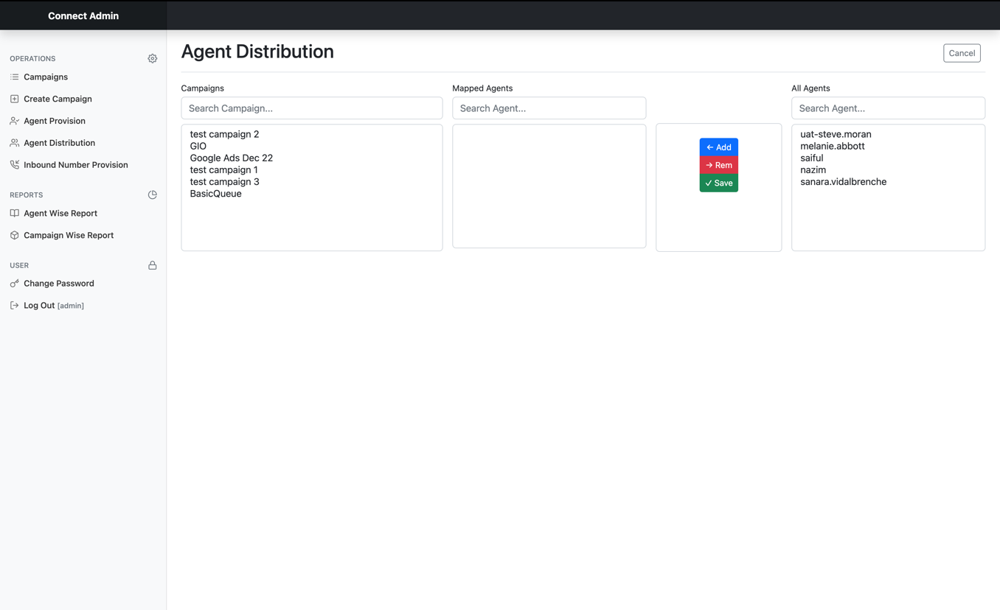 Connect Admin
OPERATIONS
Campaigns
Create Campaign
Agent Provision
Agent Distribution
Inbound Number Provision
REPORTS
Agent Wise Report
Campaign Wise Report
USER
Change Password
Log Out [admin]
Agent Distribution
Cancel
Campaigns
Search Campaign...
test campaign 2
GIO
Google Ads Dec 22
test campaign 1
test campaign 3
BasicQueue
Mapped Agents
Search Agent...
← Add
→ Rem
✓ Save
All Agents
Search Agent...
uat-steve.moran
melanie.abbott
saiful
nazim
sanara.vidalbrenche